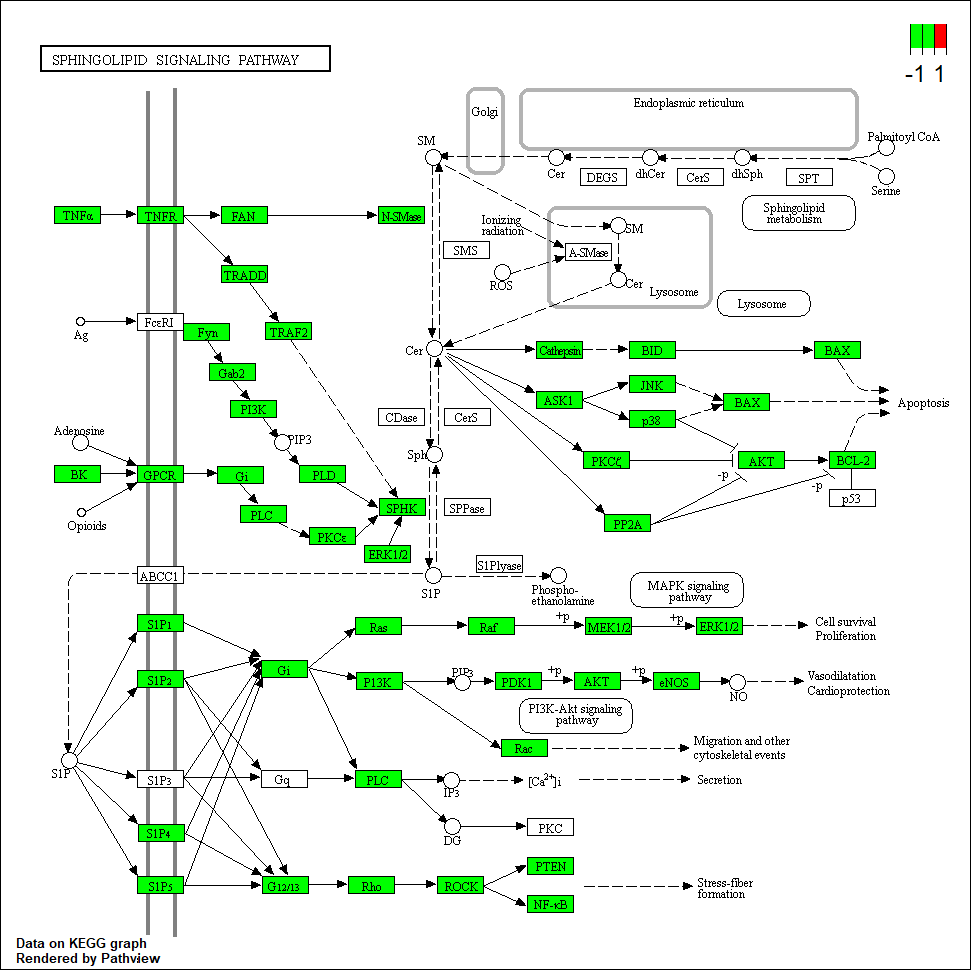 -1 1
SPHINGOLIPID SIGNALING PATHWAY
Golgi
Endoplasmic reticulum
SM
Palmitoyl CoA
Cer
DEGS
dhCer
CerS
dhSph
SPT
Serine
Sphingolipid
metabolism
TNFα
TNFR
FAN
N-SMase
Ionizing
radiation
SM
SMS
A-SMase
TRADD
ROS
Cer
Lysosome
Lysosome
Ag
FcεRI
Fyn
TRAF2
Cer
Cathepsin
BID
BAX
Gab2
JNK
ASK1
BAX
Apoptosis
PI3K
CDase
CerS
p38
Adenosine
PIP3
Sph
BK
GPCR
Gi
PLD
PKCζ
AKT
BCL-2
-p
-p
p53
Opioids
PLC
SPHK
SPPase
PP2A
PKCε
ERK1/2
ABCC1
S1Plyase
S1P
Phospho-
ethanolamine
MAPK signaling
pathway
S1P1
Ras
Raf
+p
MEK1/2
+p
ERK1/2
Cell survival
Proliferation
S1P2
Gi
P13K
PIP3
+p
+p
PDK1
AKT
eNOS
NO
Vasodilatation
Cardioprotection
PI3K-Akt signaling
pathway
Rac
Migration and other
cytoskeletal events
S1P
S1P3
Gq
PLC
IP3
[Ca2+]i
Secretion
S1P4
DG
PKC
PTEN
S1P5
G12/13
Rho
ROCK
Stress-fiber
formation
NF-κB
Data on KEGG graph
Rendered by Pathview